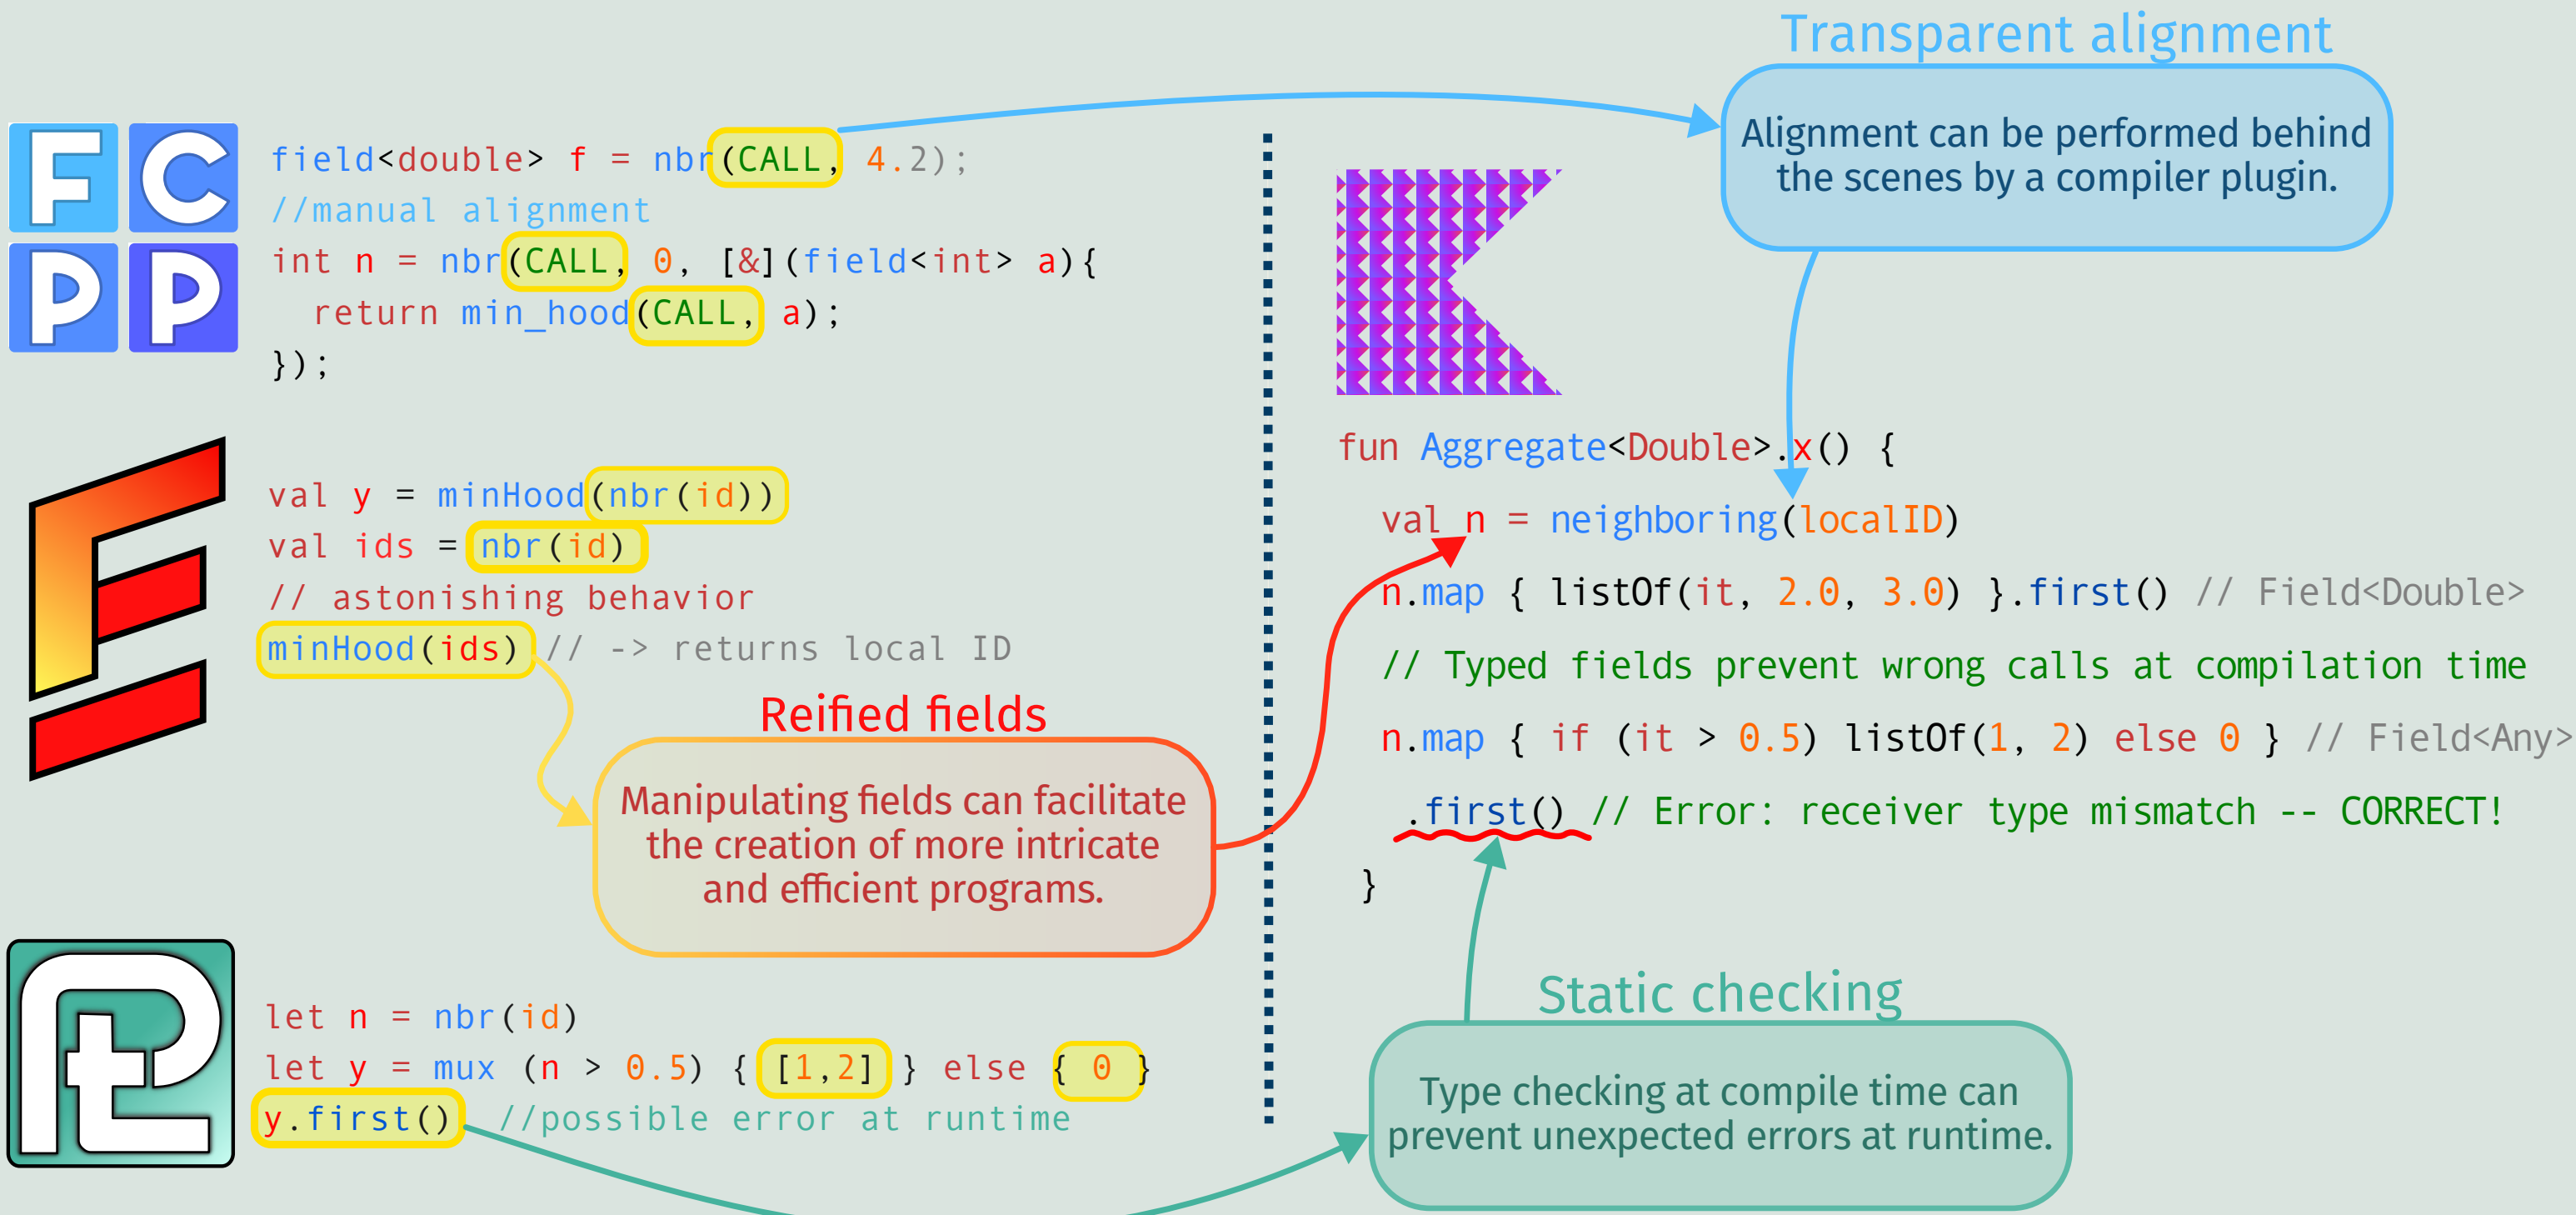 F C
P P
field<double> f = nbr(CALL, 4.2);
//manual alignment
int n = nbr(CALL, 0, [&](field<int> a){
return min_hood(CALL, a);
});
val y = minHood(nbr(id))
val ids = nbr(id)
// astonishing behavior
minHood(ids) // -> returns local ID
Reified fields
Manipulating fields can facilitate
the creation of more intricate
and efficient programs.
let n = nbr(id)
let y = mux (n > 0.5) { [1,2] } else { 0 }
y.first() //possible error at runtime
Transparent alignment
Alignment can be performed behind
the scenes by a compiler plugin.
fun Aggregate<Double>.x() {
val n = neighboring(localID)
n.map { listOf(it, 2.0, 3.0) }.first() // Field<Double>
// Typed fields prevent wrong calls at compilation time
n.map { if (it > 0.5) listOf(1, 2) else 0 } // Field<Any>
.first() // Error: receiver type mismatch -- CORRECT!
}
Static checking
Type checking at compile time can
prevent unexpected errors at runtime.